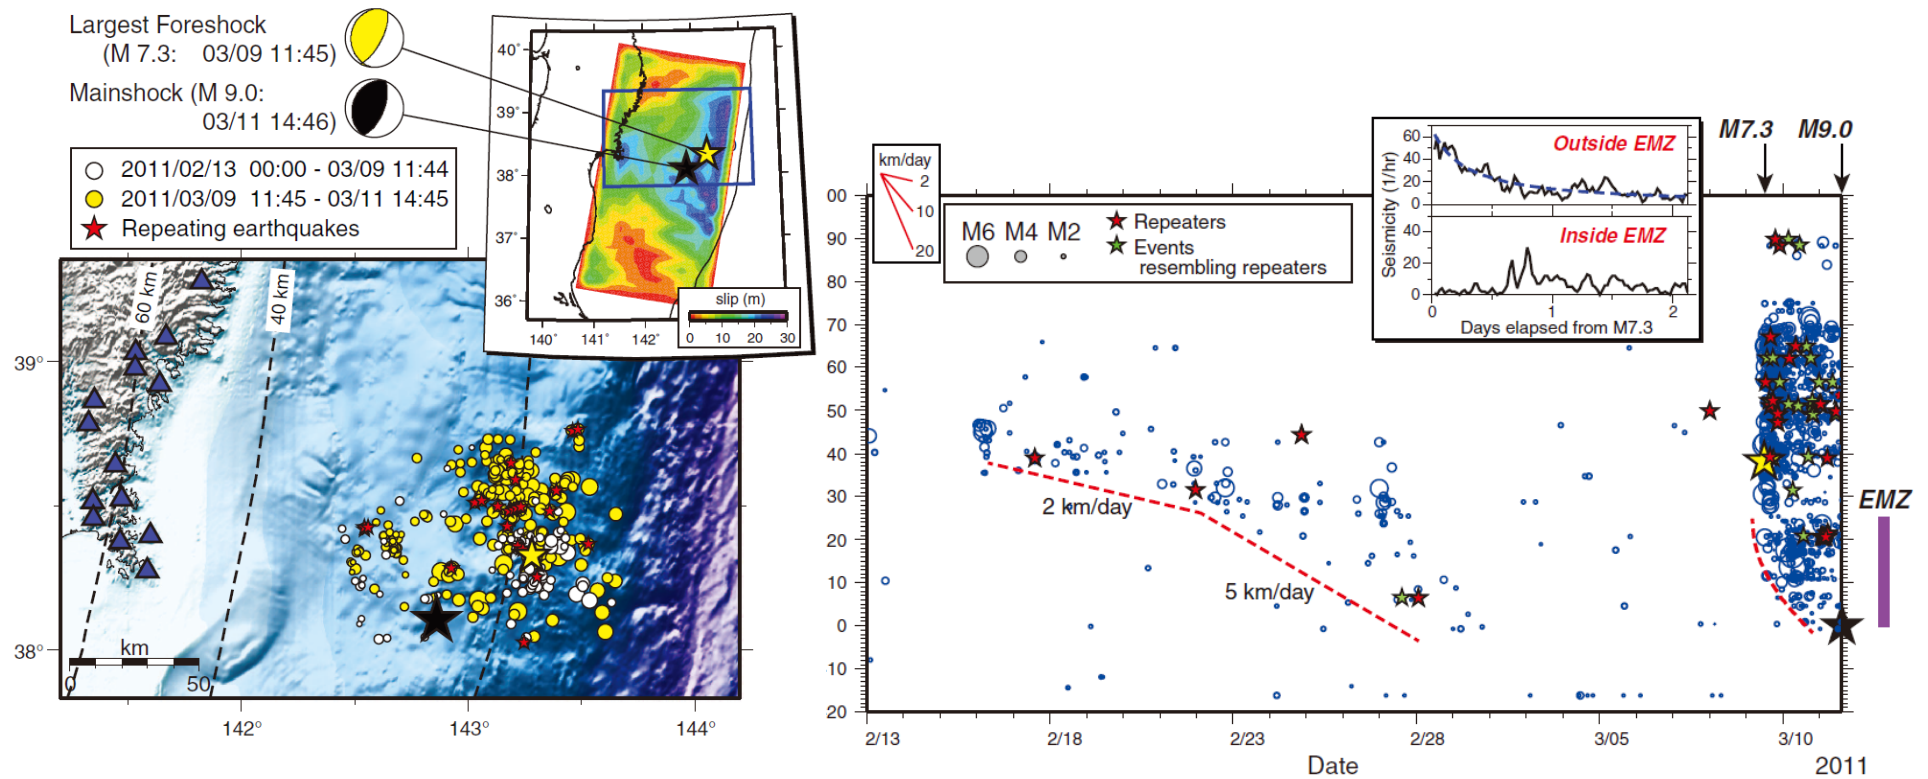 Largest Foreshock
(M 7.3: 03/09 11:45)
Mainshock (M 9.0:
03/11 14:46)
2011/02/13 00:00 - 03/09 11:44
2011/03/09 11:45 - 03/11 14:45
Repeating earthquakes
40°
39°
38°
37°
36°
140° 141° 142°
slip (m)
0 10 20 30
60 km
40 km
39°
38°
km
0 50
142° 143° 144°
km/day
2
10
20
M6 M4 M2
Repeaters
Events
resembling repeaters
Seismicity (1/hr)
60
40
20
0
Outside EMZ
40
20
0
Inside EMZ
0 1 2
Days elapsed from M7.3
M7.3 M9.0
00
90
80
70
60
50
40
30
20
10
0
10
20
2 km/day
5 km/day
EMZ
2/13 2/18 2/23 2/28 3/05 3/10
Date 2011